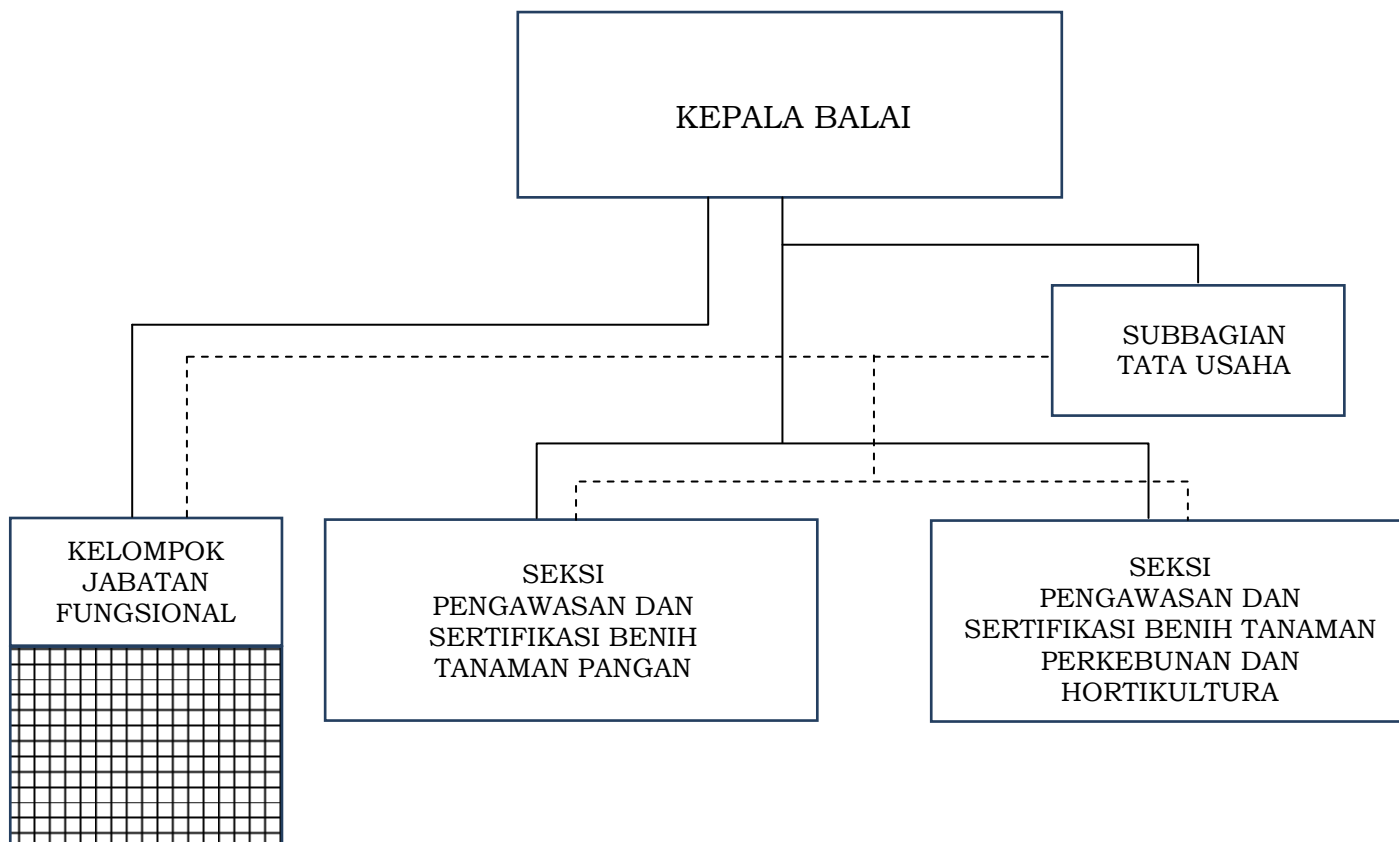 KEPALA BALAI
SUBBAGIAN
TATA USAHA
KELOMPOK
JABATAN
FUNGSIONAL
SEKSI
PENGAWASAN DAN
SERTIFIKASI BENIH
TANAMAN PANGAN
SEKSI
PENGAWASAN DAN
SERTIFIKASI BENIH TANAMAN
PERKEBUNAN DAN
HORTIKULTURA